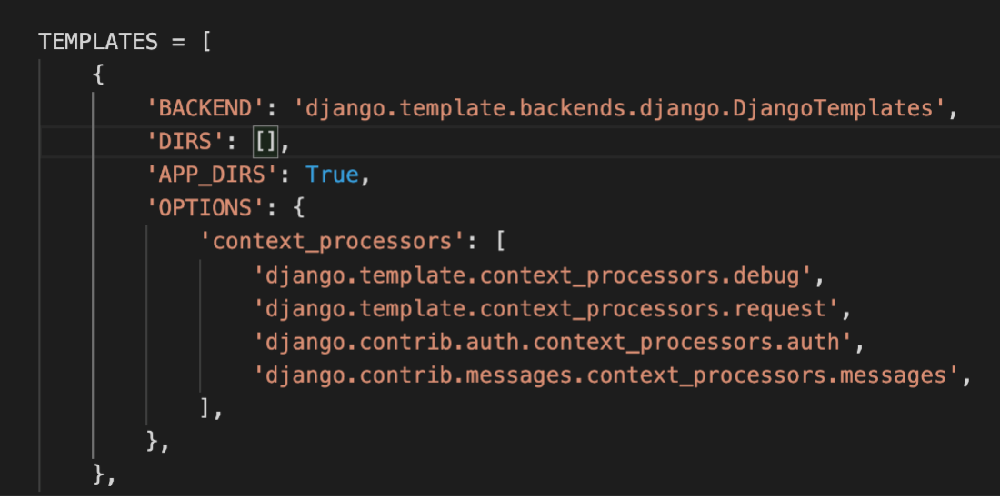 TEMPLATES = [
    {
        'BACKEND': 'django.template.backends.django.DjangoTemplates',
        'DIRS': [],
        'APP_DIRS': True,
        'OPTIONS': {
            'context_processors': [
                'django.template.context_processors.debug',
                'django.template.context_processors.request',
                'django.contrib.auth.context_processors.auth',
                'django.contrib.messages.context_processors.messages',
            ],
        },
    },